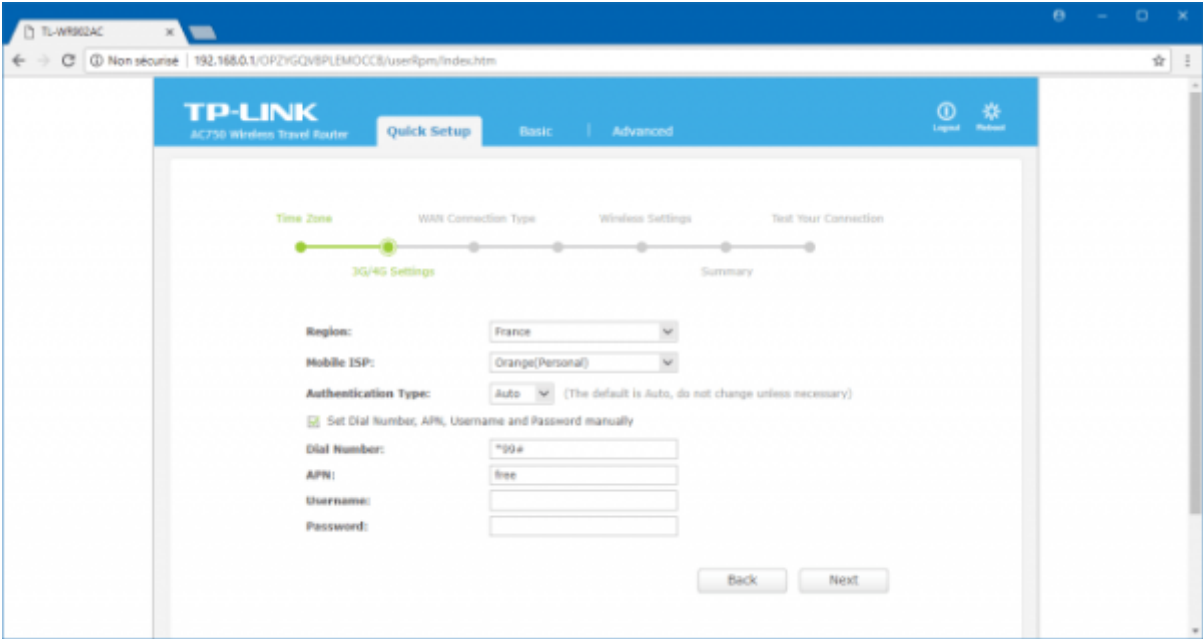 TL-WR902AC
Non sécurisé 192.168.0.1/OPZYGQVBPLEMOCCB/userRpm/Index.htm
TP-LINK
AC750 Wireless Travel Router
Quick Setup
Basic
Advanced
Logout
Reboot
Time Zone
WAN Connection Type
Wireless Settings
Test Your Connection
3G/4G Settings
Summary
Region: France
Mobile ISP: Orange(Personal)
Authentication Type: Auto (The default is Auto, do not change unless necessary)
Set Dial Number, APN, Username and Password manually
Dial Number: *99#
APN: free
Username:
Password:
Back
Next